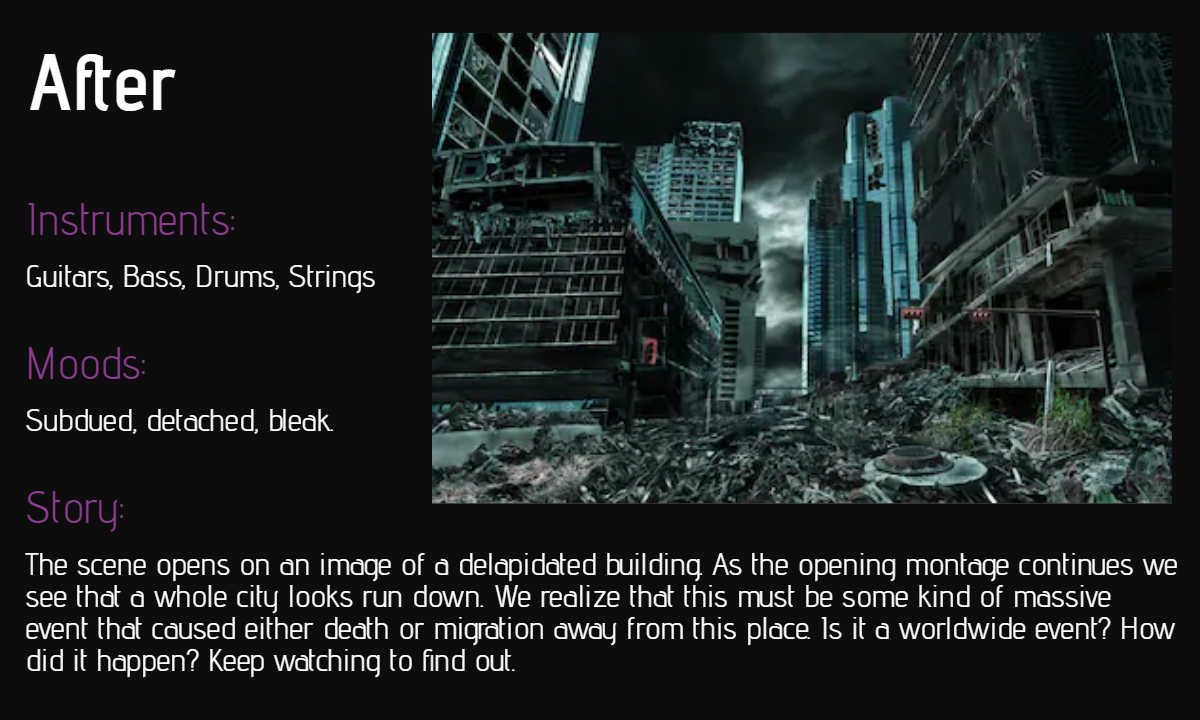 After
Instruments:
Guitars, Bass, Drums, Strings
Moods:
Subdued, detached, bleak.
Story:
The scene opens on an image of a delapidated building. As the opening montage continues we
see that a whole city looks run down. We realize that this must be some kind of massive
event that caused either death or migration away from this place. Is it a worldwide event? How
did it happen? Keep watching to find out.